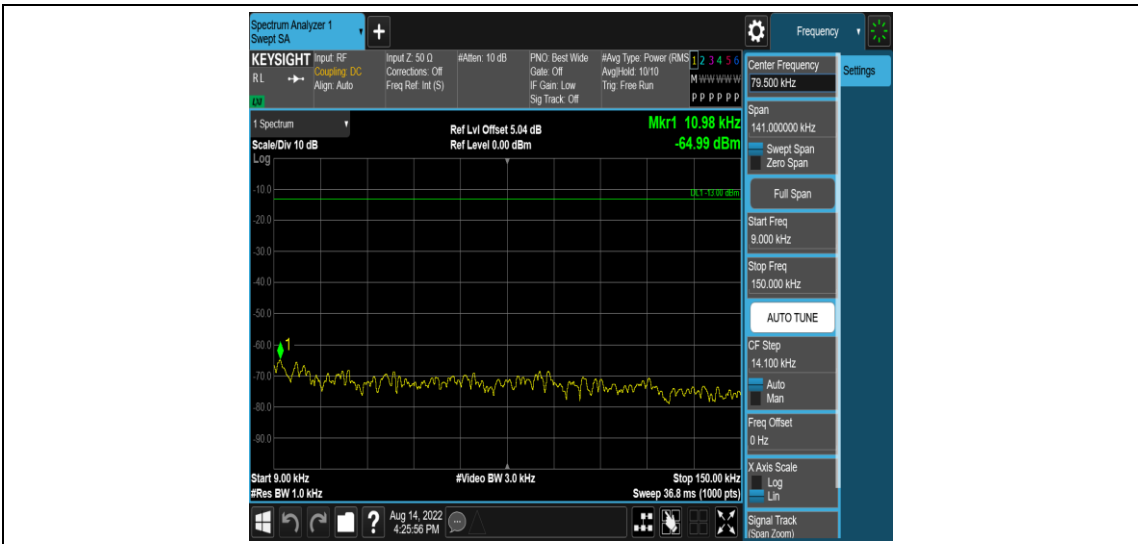 Spectrum Analyzer 1
Swept SA
+
Frequency
KEYSIGHT
RL
LXI
Input: RF
Coupling: DC
Align: Auto
Input Z: 50 Ω
Corrections: Off
Freq Ref: Int (S)
#Atten: 10 dB
PNO: Best Wide
Gate: Off
IF Gain: Low
Sig Track: Off
#Avg Type: Power (RMS
Avg|Hold: 10/10
Trig: Free Run
1 2 3 4 5 6
M W W W W W
P P P P P P
Center Frequency
79.500 kHz
Settings
1 Spectrum
Scale/Div 10 dB
Log
Ref Lvl Offset 5.04 dB
Ref Level 0.00 dBm
Mkr1 10.98 kHz
-64.99 dBm
DL1 -13.00 dBm
-10.0
-20.0
-30.0
-40.0
-50.0
-60.0
1
-70.0
-80.0
-90.0
Start 9.00 kHz
#Res BW 1.0 kHz
#Video BW 3.0 kHz
Stop 150.00 kHz
Sweep 36.8 ms (1000 pts)
Span
141.000000 kHz
Swept Span
Zero Span
Full Span
Start Freq
9.000 kHz
Stop Freq
150.000 kHz
AUTO TUNE
CF Step
14.100 kHz
Auto
Man
Freq Offset
0 Hz
X Axis Scale
Log
Lin
Signal Track
(Span Zoom)
?
Aug 14, 2022
4:25:56 PM